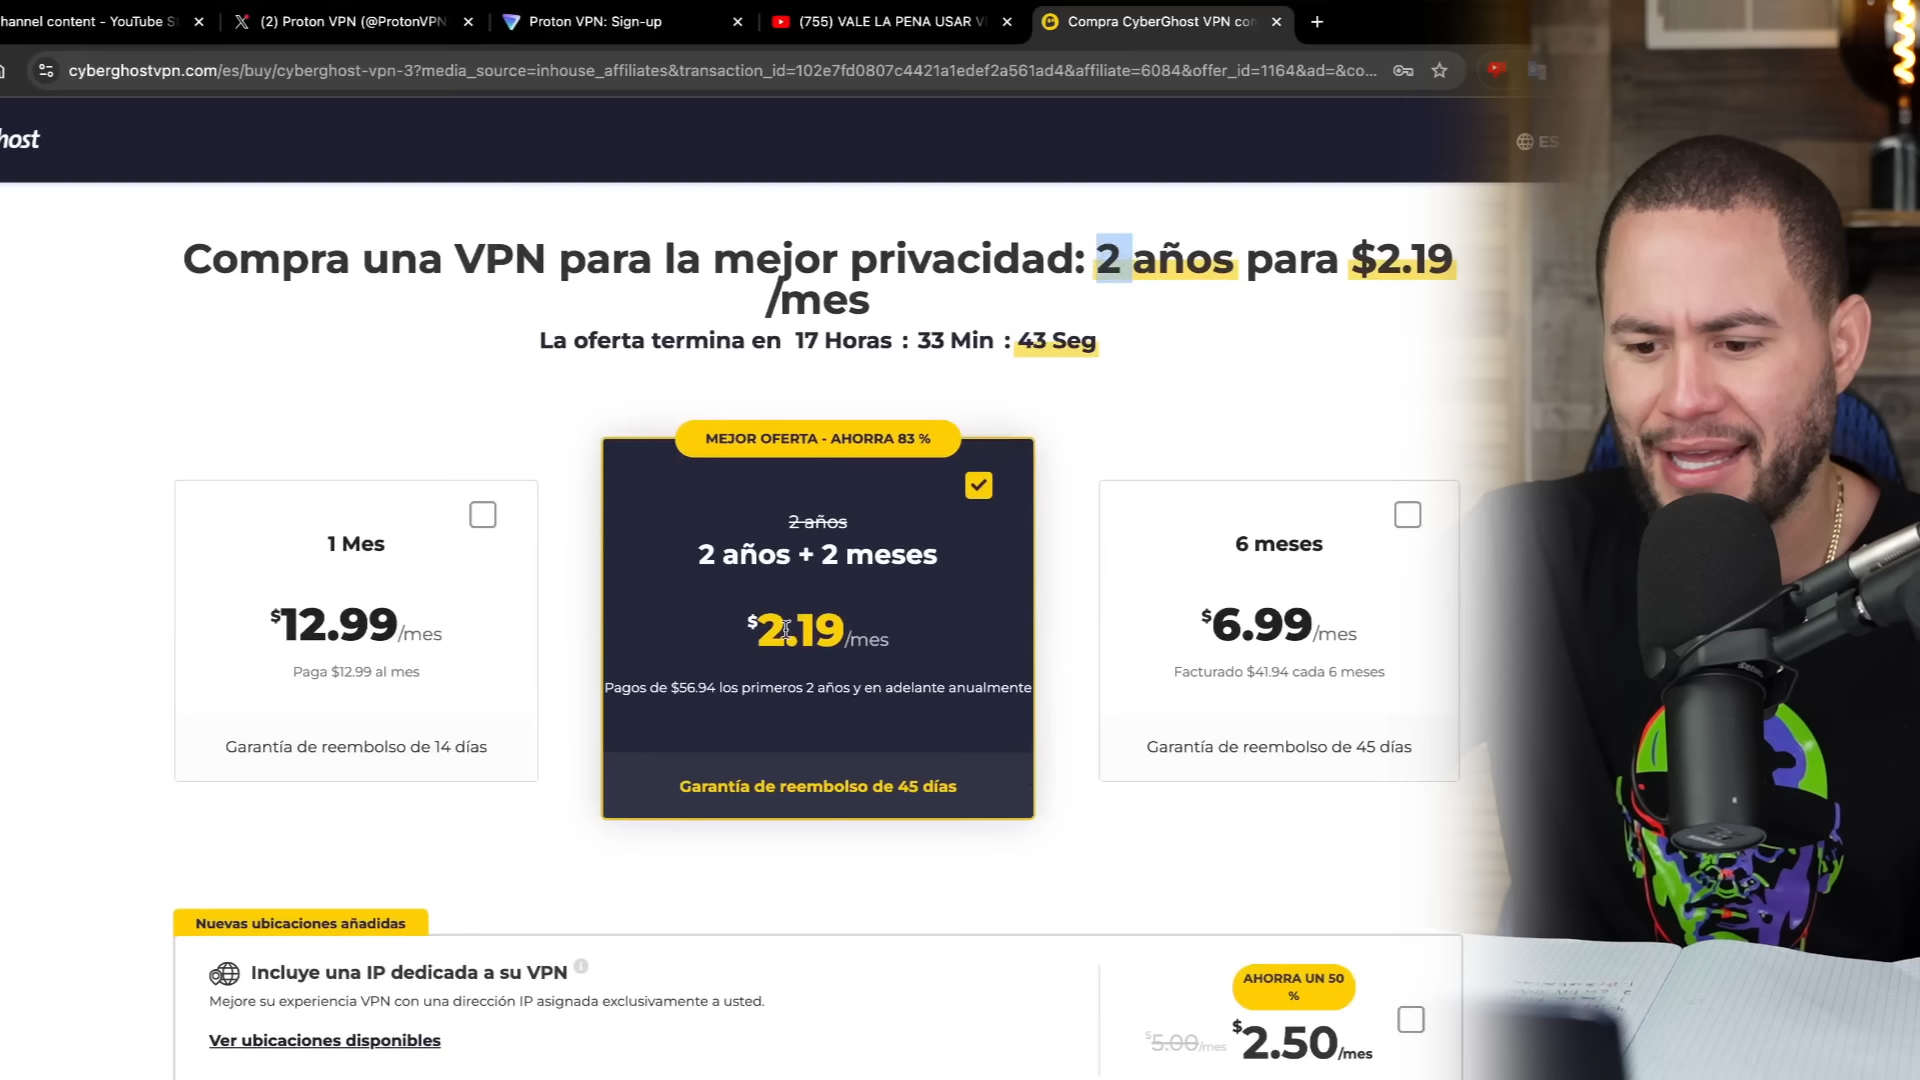 hannel content - YouTube S
(2) Proton VPN (@ProtonVPN
Proton VPN: Sign-up
(755) VALE LA PENA USAR V
Compra CyberGhost VPN con
cyberghostvpn.com/es/buy/cyberghost-vpn-3?media_source=inhouse_affiliates&transaction_id=102e7fd0807c4421a1edef2a561ad4&affiliate=6084&offer_id=1164&ad=&co...
host
ES
Compra una VPN para la mejor privacidad: 2 años para $2.19
/mes
La oferta termina en 17 Horas : 33 Min : 43 Seg
MEJOR OFERTA - AHORRA 83 %
1 Mes
$12.99/mes
Paga $12.99 al mes
Garantía de reembolso de 14 días
2 años
2 años + 2 meses
$2.19/mes
Pagos de $56.94 los primeros 2 años y en adelante anualmente
Garantía de reembolso de 45 días
6 meses
$6.99/mes
Facturado $41.94 cada 6 meses
Garantía de reembolso de 45 días
Nuevas ubicaciones añadidas
Incluye una IP dedicada a su VPN
Mejore su experiencia VPN con una dirección IP asignada exclusivamente a usted.
Ver ubicaciones disponibles
AHORRA UN 50
%
$5.00/mes $2.50/mes